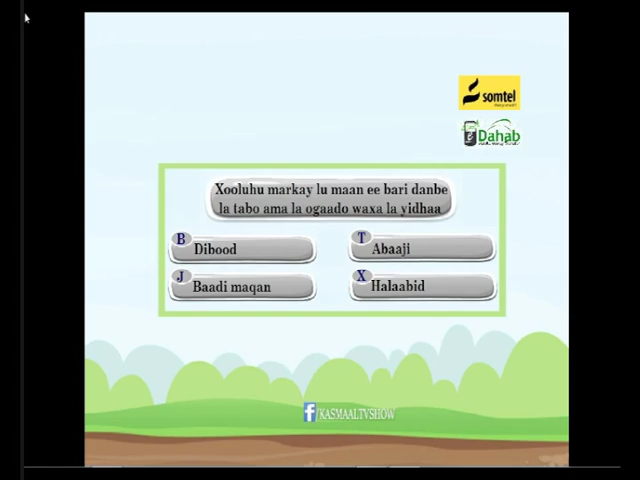 somtel
Dahab
Xooluhu markay lu maan ee bari danbe
la tabo ama la ogaado waxa la yidhaa
B Dibood
T Abaaji
J Baadi maqan
X Halaabid
f /KASMAALTVSHOW